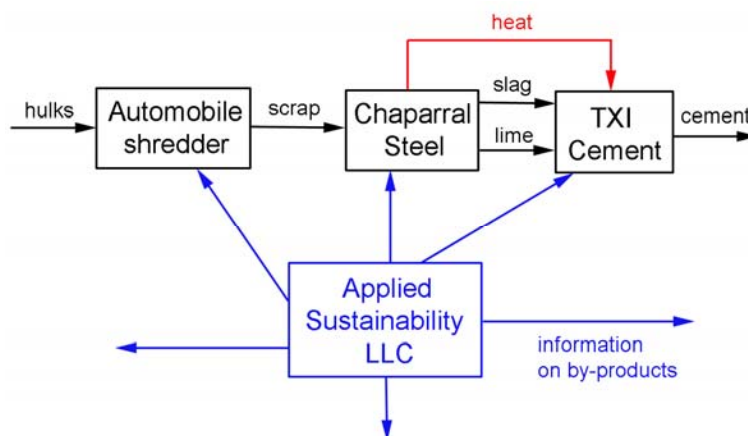 heat
hulks
Automobile
shredder
scrap
Chaparral
Steel
slag
lime
TXI
Cement
cement
Applied
Sustainability
LLC
information
on by-products